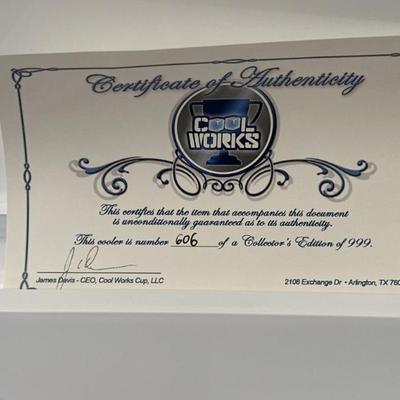 Certificate of Authenticity
COOL
WORKS
This certifies that the item that accompanies this document
is unconditionally guaranteed as to its authenticity.
This cooler is number 606 of a Collector's Edition of 999.
James Davis - CEO, Cool Works Cup, LLC
2108 Exchange Dr • Arlington, TX 760